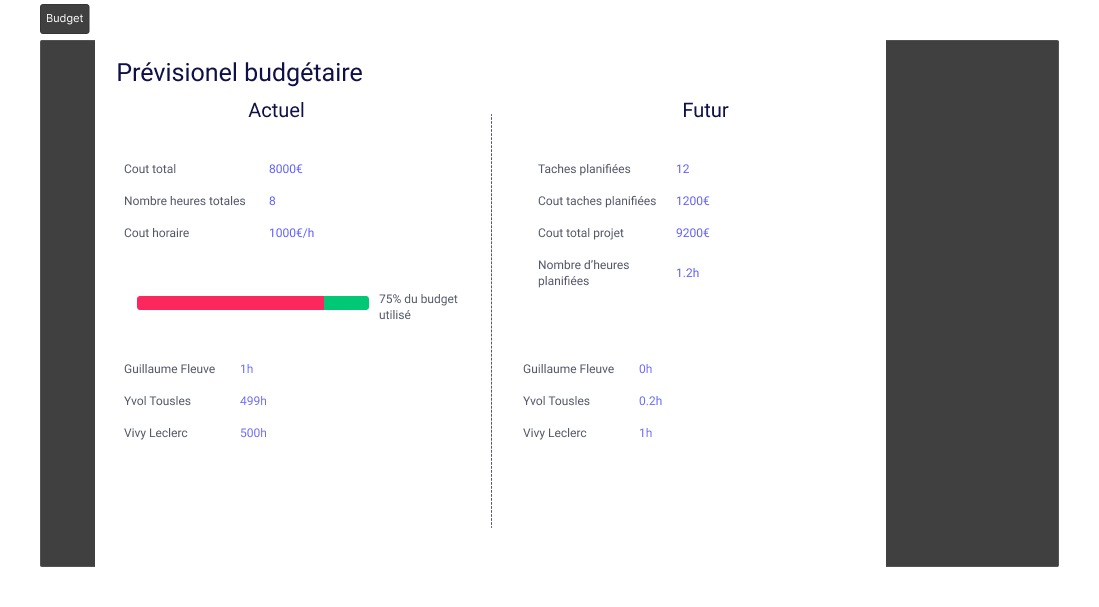 Budget
Prévisionel budgétaire
Actuel
Cout total 8000€
Nombre heures totales 8
Cout horaire 1000€/h
75% du budget
utilisé
Guillaume Fleuve 1h
Yvol Tousles 499h
Vivy Leclerc 500h
Futur
Taches planifiées 12
Cout taches planifiées 1200€
Cout total projet 9200€
Nombre d'heures
planifiées 1.2h
Guillaume Fleuve 0h
Yvol Tousles 0.2h
Vivy Leclerc 1h